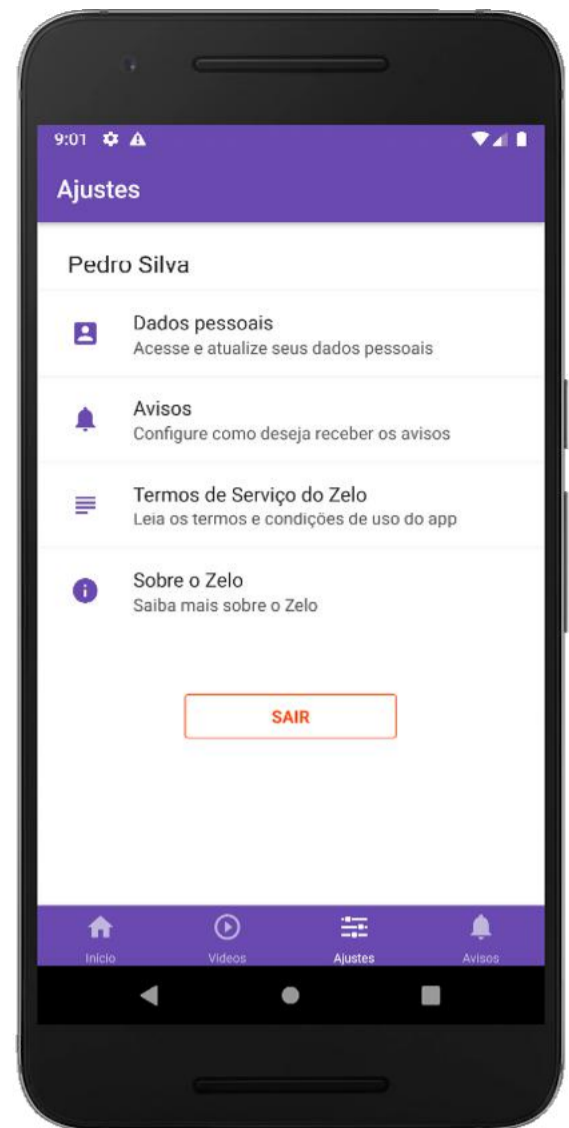 9:01
Ajustes
Pedro Silva
Dados pessoais
Acesse e atualize seus dados pessoais
Avisos
Configure como deseja receber os avisos
Termos de Serviço do Zelo
Leia os termos e condições de uso do app
Sobre o Zelo
Saiba mais sobre o Zelo
SAIR
Início Videos Ajustes Avisos